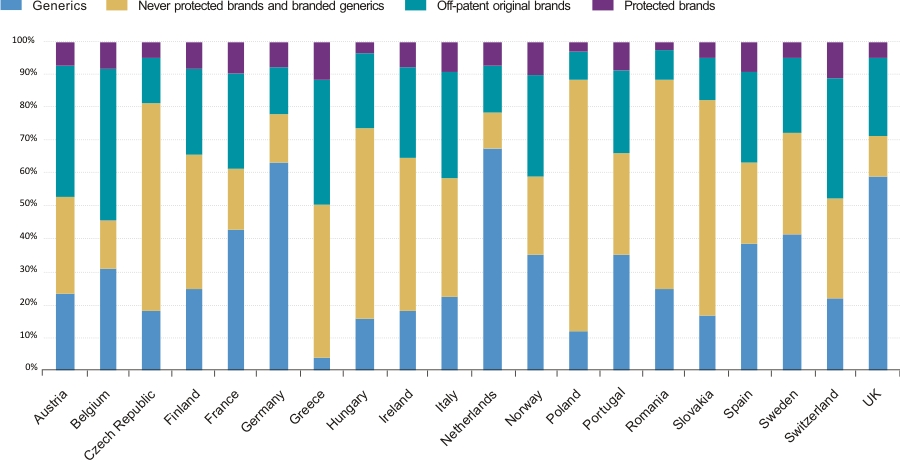 Generics Never protected brands and branded generics Off-patent original brands Protected brands
100%
90%
80%
70%
60%
50%
40%
30%
20%
10%
0%
Austria
Belgium
Czech Republic
Finland
France
Germany
Greece
Hungary
Ireland
Italy
Netherlands
Norway
Poland
Portugal
Romania
Slovakia
Spain
Sweden
Switzerland
UK